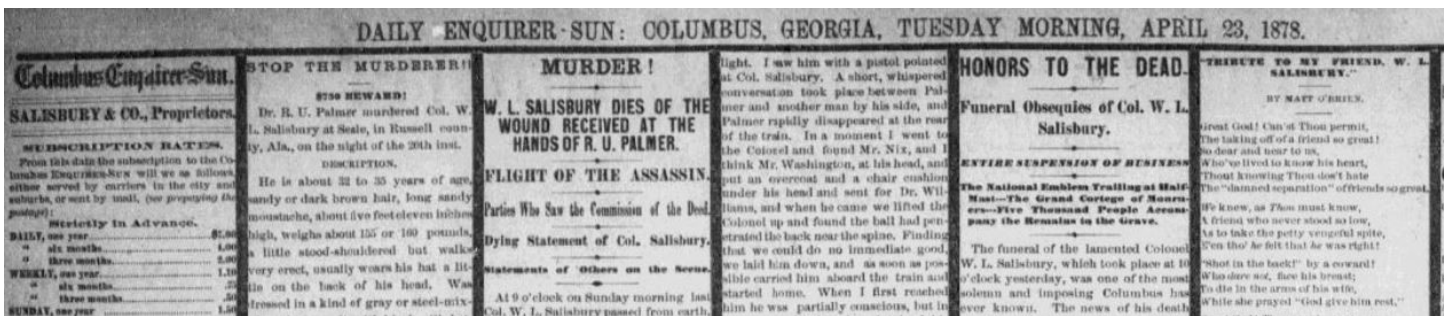 DAILY ENQUIRER-SUN: COLUMBUS, GEORGIA, TUESDAY MORNING, APRIL 23, 1878.
Columbus Enquirer-Sun.
SALISBURY & CO., Proprietors.
SUBSCRIPTION RATES.
From this date the subscription to the Co-
lumbus ENQUIRER-SUN will be as follows,
either served by carriers in the city and
suburbs, or sent by mail, (we prepaying the
postage):
Strictly in Advance.
DAILY, one year
" six months 4.00
" three months 2.00
WEEKLY, one year 1.10
" six months .75
" three months .50
SUNDAY, one year 1.50
STOP THE MURDERER!!
$750 REWARD!
Dr. R. U. Palmer murdered Col. W.
L. Salisbury at Seale, in Russell coun-
ty, Ala., on the night of the 20th inst.
DESCRIPTION.
He is about 32 to 35 years of age,
sandy or dark brown hair, long sandy
moustache, about five feet eleven inches
high, weighs about 155 or 160 pounds,
a little stood-shouldered but walks
very erect, usually wears his hat a lit-
tle on the back of his head. Was
dressed in a kind of gray or steel-mix-
MURDER!
W. L. SALISBURY DIES OF THE
WOUND RECEIVED AT THE
HANDS OF R. U. PALMER.
FLIGHT OF THE ASSASSIN.
Parties Who Saw the Commission of the Deed.
Dying Statement of Col. Salisbury.
Statements of Others on the Scene.
At 9 o'clock on Sunday morning last
Col. W. L. Salisbury passed from earth,
light. I saw him with a pistol pointed
at Col. Salisbury. A short, whispered
conversation took place between Pal-
mer and another man by his side, and
Palmer rapidly disappeared at the rear
of the train. In a moment I went to
the Colonel and found Mr. Nix, and I
think Mr. Washington, at his head, and
put an overcoat and a chair cushion
under his head and sent for Dr. Wil-
liams, and when he came we lifted the
Colonel up and found the ball had pen-
etrated the back near the spine. Finding
that we could do no immediate good,
we laid him down, and as soon as pos-
sible carried him aboard the train and
started home. When I first reached
him he was partially conscious, but in
HONORS TO THE DEAD.
Funeral Obsequies of Col. W. L.
Salisbury.
ENTIRE SUSPENSION OF BUSINESS
The National Emblem Trailing at Half-
Mast—The Grand Cortege of Mourn-
ers—Five Thousand People Accom-
pany the Remains to the Grave.
The funeral of the lamented Colonel
W. L. Salisbury, which took place at 10
o'clock yesterday, was one of the most
solemn and imposing Columbus has
ever known. The news of his death
"TRIBUTE TO MY FRIEND, W. L.
SALISBURY."
BY MATT O'BRIEN.
Great God! Can'st Thou permit,
The taking off of a friend so great!
So dear and near to us,
Who've lived to know his heart,
Thout knowing Thou dos't hate
The "damned separation" of friends so great.
We knew, as Thou must know,
A friend who never stood so low,
As to take the petty vengeful spite,
E'en tho' he felt that he was right!
"Shot in the back!" by a coward!
Who dare not, face his breast;
To die in the arms of his wife,
While she prayed "God give him rest."